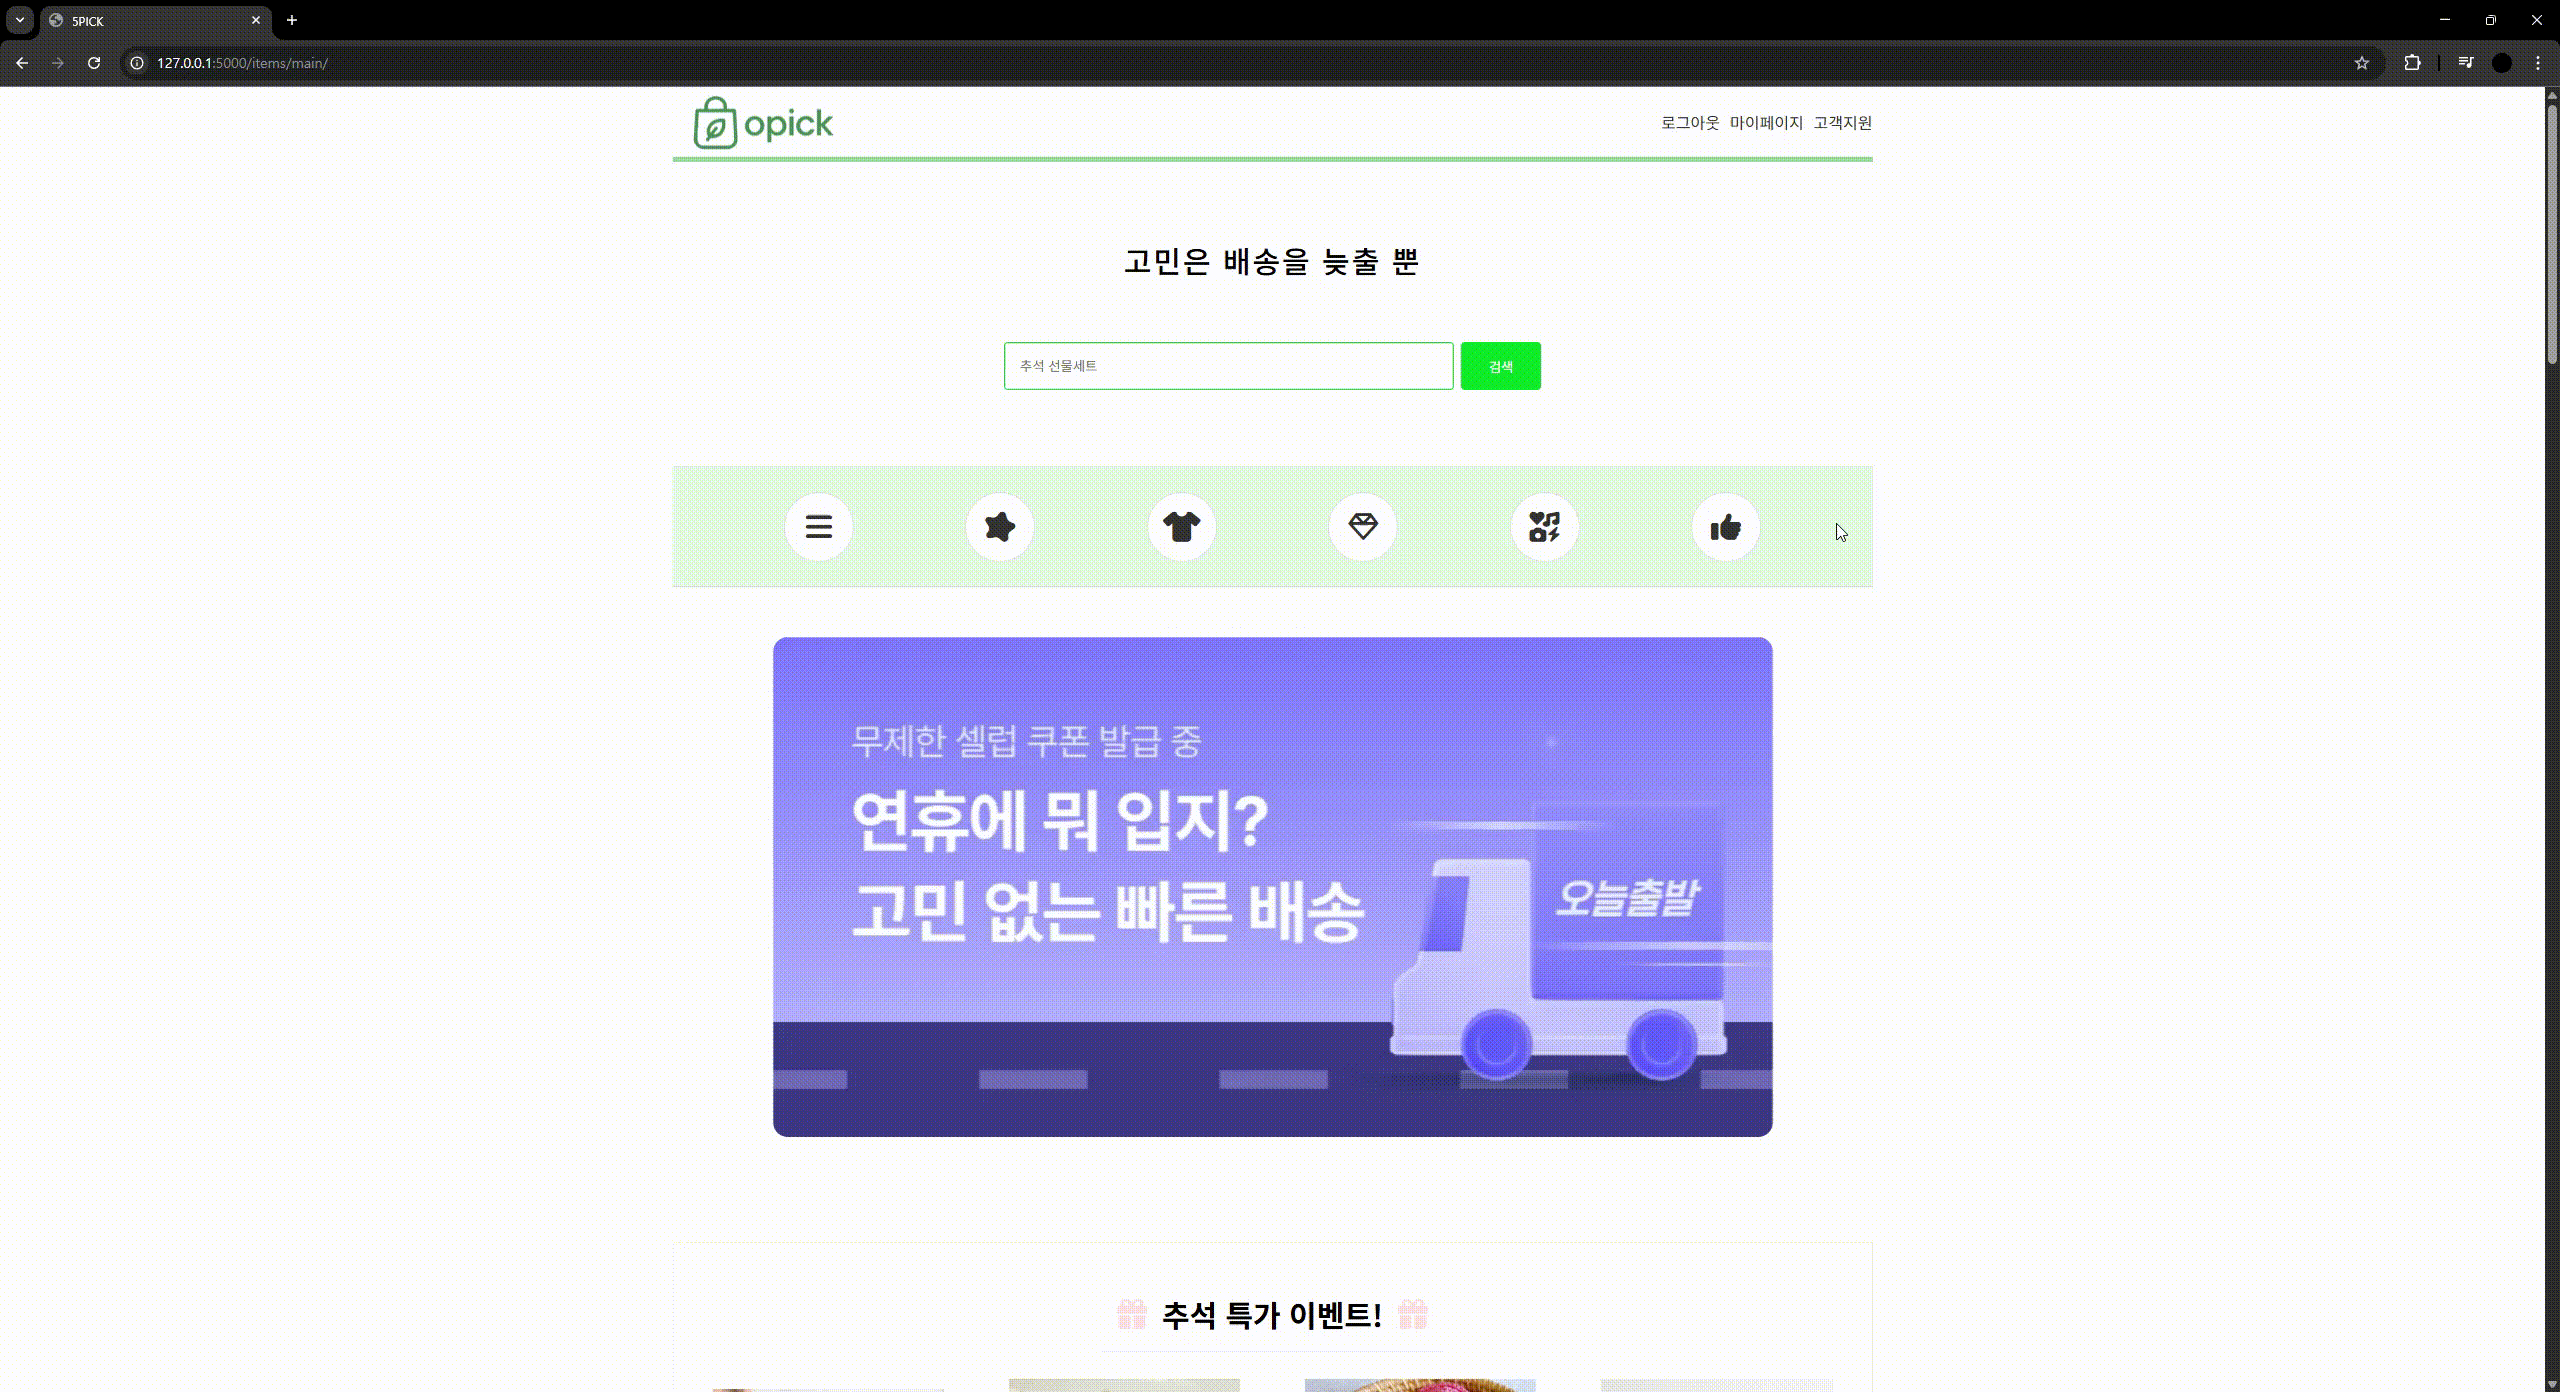 5PICK
127.0.0.1:5000/items/main/
opick
로그아웃 마이페이지 고객지원
고민은 배송을 늦출 뿐
추석 선물세트
검색
무제한 셀럽 쿠폰 발급 중
연휴에 뭐 입지?
고민 없는 빠른 배송
오늘출발
추석 특가 이벤트!